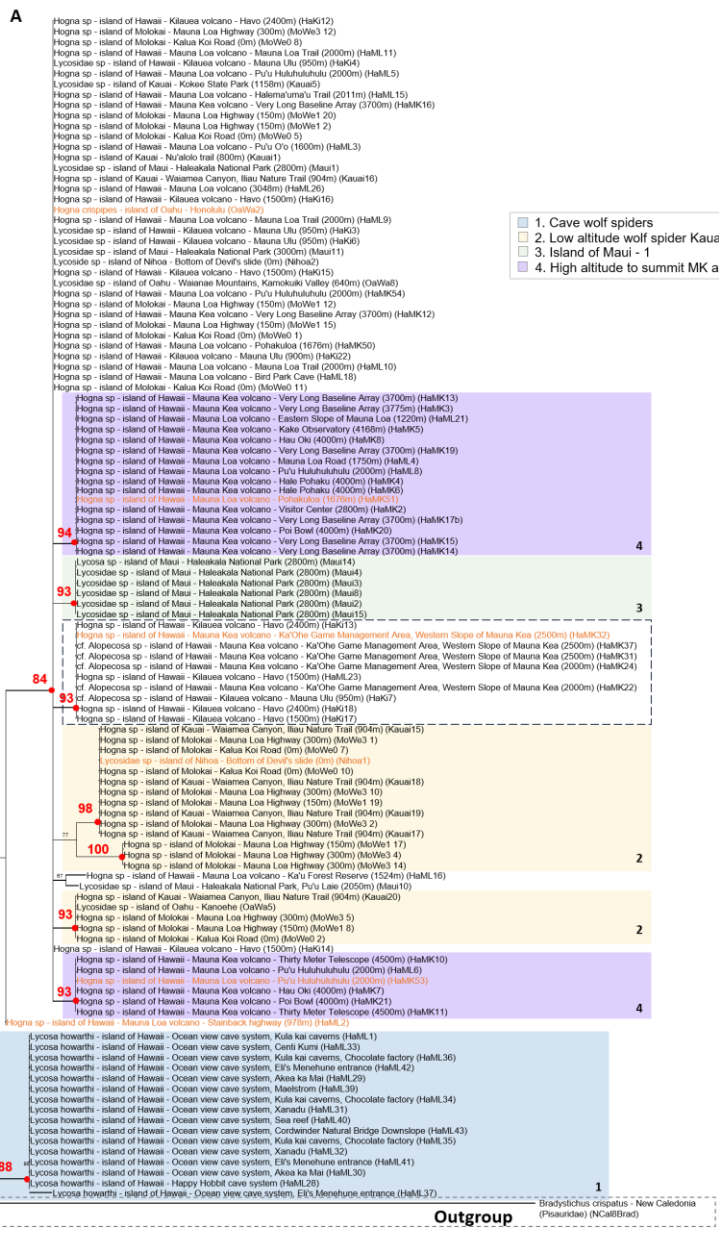 A
Hogna sp - island of Hawaii - Kilauea volcano - Havo (2400m) (HaKi12)
Hogna sp - island of Molokai - Mauna Loa Highway (300m) (MoWe3 12)
Hogna sp - island of Molokai - Kalua Koi Road (0m) (MoWe0 8)
Hogna sp - island of Hawaii - Mauna Loa volcano - Mauna Loa Trail (2000m) (HaML11)
Lycosidae sp - island of Hawaii - Kilauea volcano - Mauna Ulu (950m) (HaKi4)
Hogna sp - island of Hawaii - Mauna Loa volcano - Pu'u Huluhuluhulu (2000m) (HaML5)
Lycosidae sp - island of Kauai - Kokee State Park (1158m) (Kauai5)
Hogna sp - island of Hawaii - Mauna Loa volcano - Halema'uma'u Trail (2011m) (HaML15)
Hogna sp - island of Hawaii - Mauna Kea volcano - Very Long Baseline Array (3700m) (HaMK16)
Hogna sp - island of Molokai - Mauna Loa Highway (150m) (MoWe1 20)
Hogna sp - island of Molokai - Mauna Loa Highway (150m) (MoWe1 2)
Hogna sp - island of Molokai - Kalua Koi Road (0m) (MoWe0 5)
Hogna sp - island of Hawaii - Mauna Loa volcano - Pu'u O'o (1600m) (HaML3)
Hogna sp - island of Kauai - Nu'alolo trail (800m) (Kauai1)
Lycosidae sp - island of Maui - Haleakala National Park (2800m) (Maui1)
Hogna sp - island of Kauai - Waiamea Canyon, Iliau Nature Trail (904m) (Kauai16)
Hogna sp - island of Hawaii - Mauna Loa volcano (3048m) (HaML26)
Hogna sp - island of Hawaii - Kilauea volcano - Havo (1500m) (HaKi16)
Hogna crispipes - island of Oahu - Honolulu (OaWa2)
Hogna sp - island of Hawaii - Mauna Loa volcano - Mauna Loa Trail (2000m) (HaML9)
Lycosidae sp - island of Hawaii - Kilauea volcano - Mauna Ulu (950m) (HaKi3)
Lycosidae sp - island of Hawaii - Kilauea volcano - Mauna Ulu (950m) (HaKi6)
Hogna sp - island of Maui - Haleakala National Park (3000m) (Maui11)
Lycoside sp - island of Nihoa - Bottom of Devil's slide (0m) (Nihoa2)
Hogna sp - island of Hawaii - Kilauea volcano - Havo (1500m) (HaKi15)
Lycosidae sp - island of Oahu - Waianae Mountains, Kamokuiki Valley (640m) (OaWa8)
Hogna sp - island of Hawaii - Mauna Loa volcano - Pu'u Huluhuluhulu (2000m) (HaMK54)
Hogna sp - island of Molokai - Mauna Loa Highway (150m) (MoWe1 12)
Hogna sp - island of Hawaii - Mauna Kea volcano - Very Long Baseline Array (3700m) (HaMK12)
Hogna sp - island of Molokai - Mauna Loa Highway (150m) (MoWe1 15)
Hogna sp - island of Molokai - Kalua Koi Road (0m) (MoWe0 1)
Hogna sp - island of Hawaii - Mauna Loa volcano - Pohakuloa (1676m) (HaMK50)
Hogna sp - island of Hawaii - Kilauea volcano - Mauna Ulu (900m) (HaKi22)
Hogna sp - island of Hawaii - Mauna Loa volcano - Mauna Loa Trail (2000m) (HaML10)
Hogna sp - island of Hawaii - Mauna Loa volcano - Bird Park Cave (HaML18)
Hogna sp - island of Molokai - Kalua Koi Road (0m) (MoWe0 11)
1. Cave wolf spiders
2. Low altitude wolf spider Kaua
3. Island of Maui - 1
4. High altitude to summit MK a
Hogna sp - island of Hawaii - Mauna Kea volcano - Very Long Baseline Array (3700m) (HaMK13)
Hogna sp - island of Hawaii - Mauna Kea volcano - Very Long Baseline Array (3775m) (HaMK3)
Hogna sp - island of Hawaii - Mauna Loa volcano - Eastern Slope of Mauna Loa (1220m) (HaML21)
Hogna sp - island of Hawaii - Mauna Kea volcano - Kake Observatory (4168m) (HaMK5)
Hogna sp - island of Hawaii - Mauna Kea volcano - Hau Oki (4000m) (HaMK8)
Hogna sp - island of Hawaii - Mauna Kea volcano - Very Long Baseline Array (3700m) (HaMK19)
Hogna sp - island of Hawaii - Mauna Loa volcano - Mauna Loa Road (1750m) (HaML4)
Hogna sp - island of Hawaii - Mauna Loa volcano - Pu'u Huluhuluhulu (2000m) (HaML8)
Hogna sp - island of Hawaii - Mauna Kea volcano - Hale Pohaku (4000m) (HaMK4)
Hogna sp - island of Hawaii - Mauna Kea volcano - Hale Pohaku (4000m) (HaMK6)
Hogna sp - island of Hawaii - Mauna Loa volcano - Pohakuloa (1676m) (HaMK51)
Hogna sp - island of Hawaii - Mauna Kea volcano - Visitor Center (2800m) (HaMK2)
Hogna sp - island of Hawaii - Mauna Kea volcano - Very Long Baseline Array (3700m) (HaMK17b)
Hogna sp - island of Hawaii - Mauna Kea volcano - Poi Bowl (4000m) (HaMK20)
Hogna sp - island of Hawaii - Mauna Kea volcano - Very Long Baseline Array (3700m) (HaMK15)
Hogna sp - island of Hawaii - Mauna Kea volcano - Very Long Baseline Array (3700m) (HaMK14)
94
4
Lycosa sp - island of Maui - Haleakala National Park (2800m) (Maui14)
Lycosidae sp - island of Maui - Haleakala National Park (2800m) (Maui4)
Lycosidae sp - island of Maui - Haleakala National Park (2800m) (Maui3)
Lycosidae sp - island of Maui - Haleakala National Park (2800m) (Maui8)
Lycosidae sp - island of Maui - Haleakala National Park (2800m) (Maui2)
Lycosidae sp - island of Maui - Haleakala National Park (2800m) (Maui15)
93
3
Hogna sp - island of Hawaii - Kilauea volcano - Havo (2400m) (HaKi13)
Hogna sp - island of Hawaii - Mauna Kea volcano - Ka'Ohe Game Management Area, Western Slope of Mauna Kea (2500m) (HaMK32)
cf. Alopecosa sp - island of Hawaii - Mauna Kea volcano - Ka'Ohe Game Management Area, Western Slope of Mauna Kea (2500m) (HaMK37)
cf. Alopecosa sp - island of Hawaii - Mauna Kea volcano - Ka'Ohe Game Management Area, Western Slope of Mauna Kea (2500m) (HaMK31)
cf. Alopecosa sp - island of Hawaii - Mauna Kea volcano - Ka'Ohe Game Management Area, Western Slope of Mauna Kea (2000m) (HaMK24)
Hogna sp - island of Hawaii - Kilauea volcano - Havo (1500m) (HaML23)
cf. Alopecosa sp - island of Hawaii - Mauna Kea volcano - Ka'Ohe Game Management Area, Western Slope of Mauna Kea (2000m) (HaMK22)
cf. Alopecosa sp - island of Hawaii - Kilauea volcano - Mauna Ulu (950m) (HaKi7)
Hogna sp - island of Hawaii - Kilauea volcano - Havo (2400m) (HaKi18)
Hogna sp - island of Hawaii - Kilauea volcano - Havo (1500m) (HaKi17)
84
93
Hogna sp - island of Kauai - Waiamea Canyon, Iliau Nature Trail (904m) (Kauai15)
Hogna sp - island of Molokai - Mauna Loa Highway (300m) (MoWe3 1)
Hogna sp - island of Molokai - Kalua Koi Road (0m) (MoWe0 7)
Lycosidae sp - island of Nihoa - Bottom of Devil's slide (0m) (Nihoa1)
Hogna sp - island of Molokai - Kalua Koi Road (0m) (MoWe0 10)
Hogna sp - island of Kauai - Waiamea Canyon, Iliau Nature Trail (904m) (Kauai18)
Hogna sp - island of Molokai - Mauna Loa Highway (300m) (MoWe3 10)
Hogna sp - island of Molokai - Mauna Loa Highway (150m) (MoWe1 19)
Hogna sp - island of Kauai - Waiamea Canyon, Iliau Nature Trail (904m) (Kauai19)
Hogna sp - island of Molokai - Mauna Loa Highway (300m) (MoWe3 2)
Hogna sp - island of Kauai - Waiamea Canyon, Iliau Nature Trail (904m) (Kauai17)
98
77
Hogna sp - island of Molokai - Mauna Loa Highway (150m) (MoWe1 17)
Hogna sp - island of Molokai - Mauna Loa Highway (300m) (MoWe3 4)
Hogna sp - island of Molokai - Mauna Loa Highway (300m) (MoWe3 14)
100
2
Hogna sp - island of Hawaii - Mauna Loa volcano - Ka'u Forest Reserve (1524m) (HaML16)
Lycosidae sp - island of Maui - Haleakala National Park, Pu'u Laie (2050m) (Maui10)
Hogna sp - island of Kauai - Waiamea Canyon, Iliau Nature Trail (904m) (Kauai20)
Lycosidae sp - island of Oahu - Kanoehe (OaWa5)
Hogna sp - island of Molokai - Mauna Loa Highway (300m) (MoWe3 5)
Hogna sp - island of Molokai - Mauna Loa Highway (150m) (MoWe1 8)
Hogna sp - island of Molokai - Kalua Koi Road (0m) (MoWe0 2)
93
2
Hogna sp - island of Hawaii - Kilauea volcano - Havo (1500m) (HaKi14)
Hogna sp - island of Hawaii - Mauna Kea volcano - Thirty Meter Telescope (4500m) (HaMK10)
Hogna sp - island of Hawaii - Mauna Loa volcano - Pu'u Huluhuluhulu (2000m) (HaML6)
Hogna sp - island of Hawaii - Mauna Loa volcano - Pu'u Huluhuluhulu (2000m) (HaMK53)
Hogna sp - island of Hawaii - Mauna Kea volcano - Hau Oki (4000m) (HaMK7)
Hogna sp - island of Hawaii - Mauna Kea volcano - Poi Bowl (4000m) (HaMK21)
Hogna sp - island of Hawaii - Mauna Kea volcano - Thirty Meter Telescope (4500m) (HaMK11)
93
4
Hogna sp - island of Hawaii - Mauna Loa volcano - Stainback highway (978m) (HaML2)
Lycosa howarthi - island of Hawaii - Ocean view cave system, Kula kai caverns (HaML1)
Lycosa howarthi - island of Hawaii - Ocean view cave system, Centi Kumi (HaML33)
Lycosa howarthi - island of Hawaii - Ocean view cave system, Kula kai caverns, Chocolate factory (HaML36)
Lycosa howarthi - island of Hawaii - Ocean view cave system, Eli's Menehune entrance (HaML42)
Lycosa howarthi - island of Hawaii - Ocean view cave system, Akea ka Mai (HaML29)
Lycosa howarthi - island of Hawaii - Ocean view cave system, Maelstrom (HaML39)
Lycosa howarthi - island of Hawaii - Ocean view cave system, Kula kai caverns, Chocolate factory (HaML34)
Lycosa howarthi - island of Hawaii - Ocean view cave system, Xanadu (HaML31)
Lycosa howarthi - island of Hawaii - Ocean view cave system, Sea reef (HaML40)
Lycosa howarthi - island of Hawaii - Ocean view cave system, Cordwinder Natural Bridge Downslope (HaML43)
Lycosa howarthi - island of Hawaii - Ocean view cave system, Kula kai caverns, Chocolate factory (HaML35)
Lycosa howarthi - island of Hawaii - Ocean view cave system, Xanadu (HaML32)
Lycosa howarthi - island of Hawaii - Ocean view cave system, Eli's Menehune entrance (HaML41)
Lycosa howarthi - island of Hawaii - Ocean view cave system, Akea ka Mai (HaML30)
Lycosa howarthi - island of Hawaii - Happy Hobbit cave system (HaML28)
Lycosa howarthi - island of Hawaii - Ocean view cave system, Eli's Menehune entrance (HaML37)
88
1
Bradystichus crispatus - New Caledonia
(Pisauridae) (NCal8Brad)
Outgroup